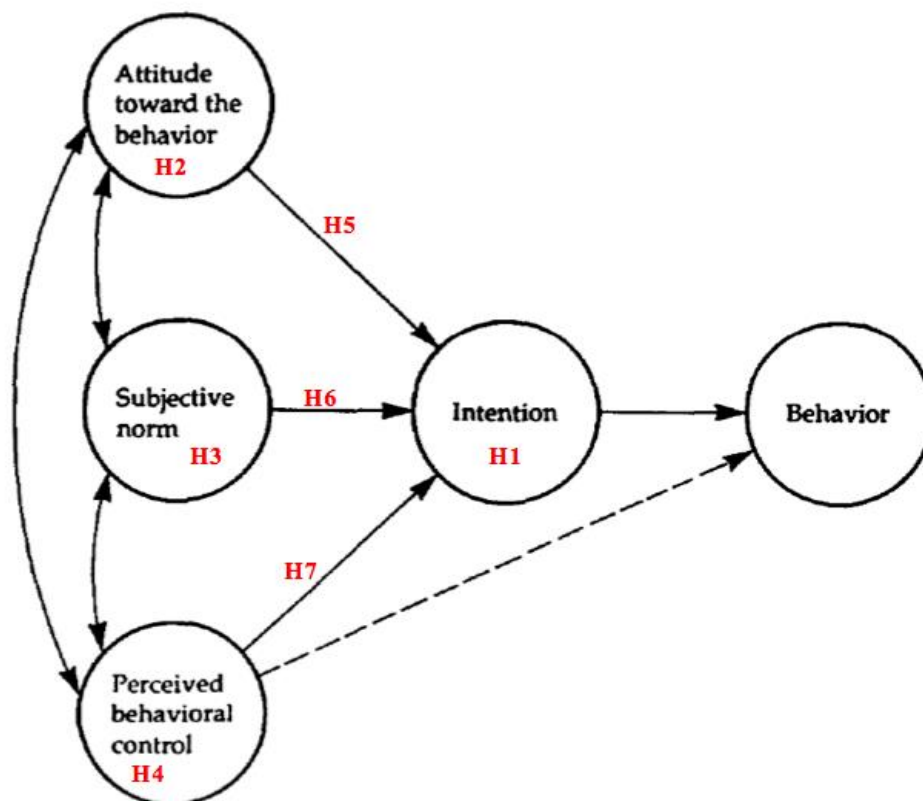 Attitude
toward the
behavior
H2
H5
Subjective
norm
H3
H6
Intention
H1
Behavior
H7
Perceived
behavioral
control
H4